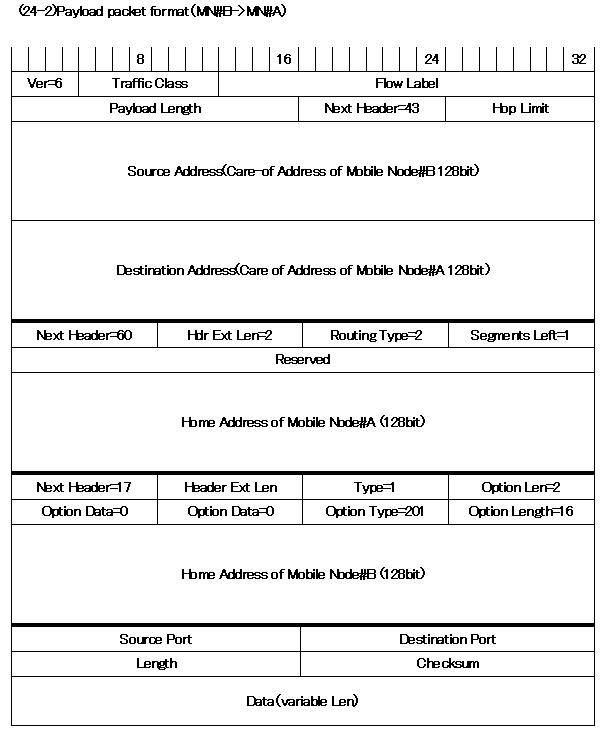 (24-2)Payload packet format(MN#B->MN#A)
8 16 24 32
Ver=6 Traffic Class Flow Label
Payload Length Next Header=43 Hop Limit
Source Address(Care-of Address of Mobile Node#B 128bit)
Destination Address(Care of Address of Mobile Node#A 128bit)
Next Header=60 Hdr Ext Len=2 Routing Type=2 Segments Left=1
Reserved
Home Address of Mobile Node#A (128bit)
Next Header=17 Header Ext Len Type=1 Option Len=2
Option Data=0 Option Data=0 Option Type=201 Option Length=16
Home Address of Mobile Node#B (128bit)
Source Port Destination Port
Length Checksum
Data(variable Len)